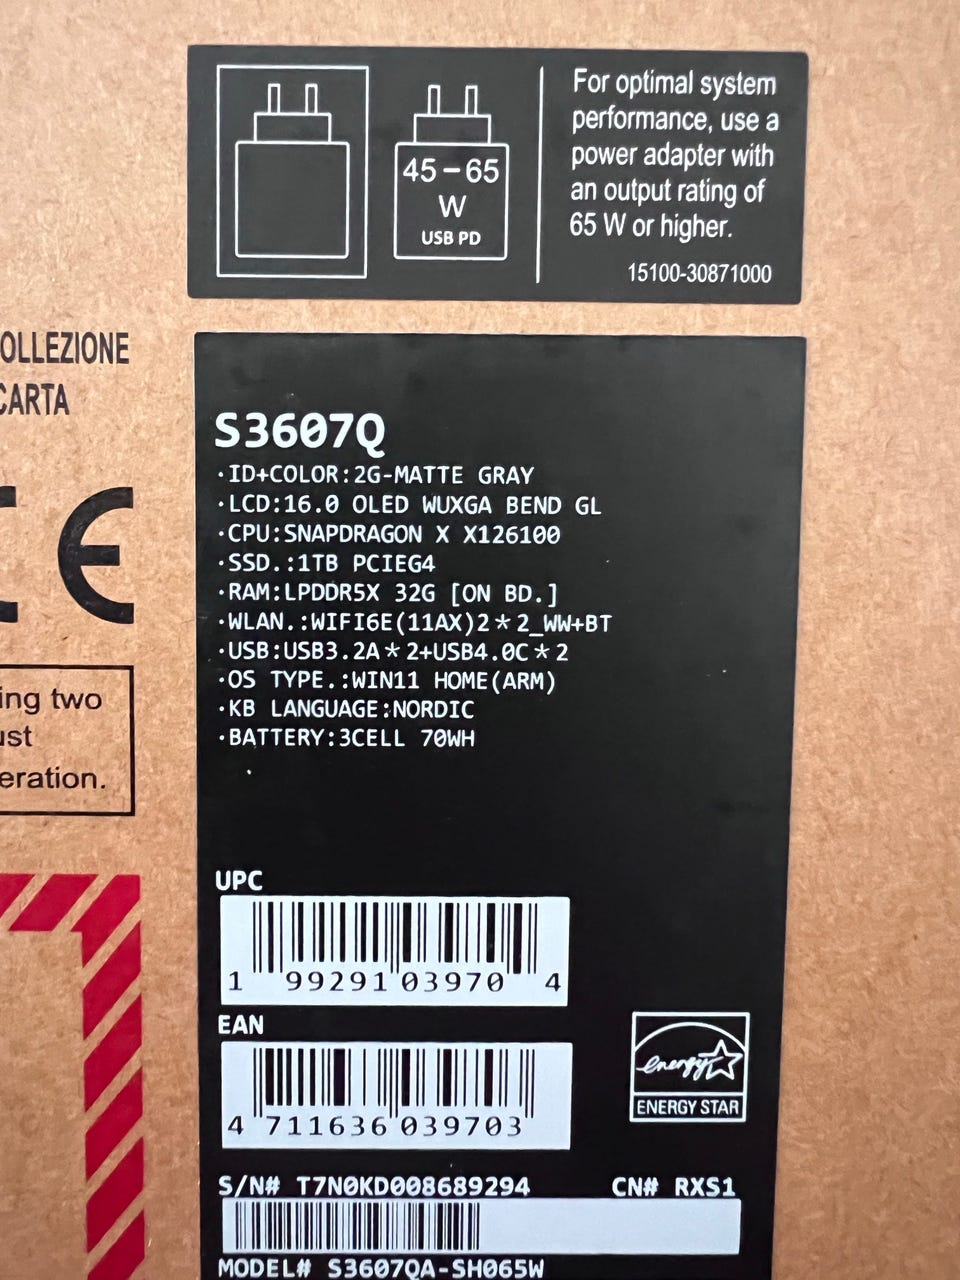 45-65
W
USB PD
For optimal system
performance, use a
power adapter with
an output rating of
65 W or higher.
15100-30871000
OLLEZIONE
CARTA
CE
ing two
ust
eration.
S3607Q
·ID+COLOR:2G-MATTE GRAY
·LCD:16.0 OLED WUXGA BEND GL
·CPU:SNAPDRAGON X X126100
·SSD.:1TB PCIEG4
·RAM:LPDDR5X 32G [ON BD.]
·WLAN.:WIFI6E(11AX)2*2_WW+BT
·USB:USB3.2A*2+USB4.0C*2
·OS TYPE.:WIN11 HOME(ARM)
·KB LANGUAGE:NORDIC
·BATTERY:3CELL 70WH
UPC
1 99291 03970 4
EAN
4 711636 039703
energy
ENERGY STAR
S/N# T7N0KD008689294 CN# RXS1
MODEL# S3607QA-SH065W